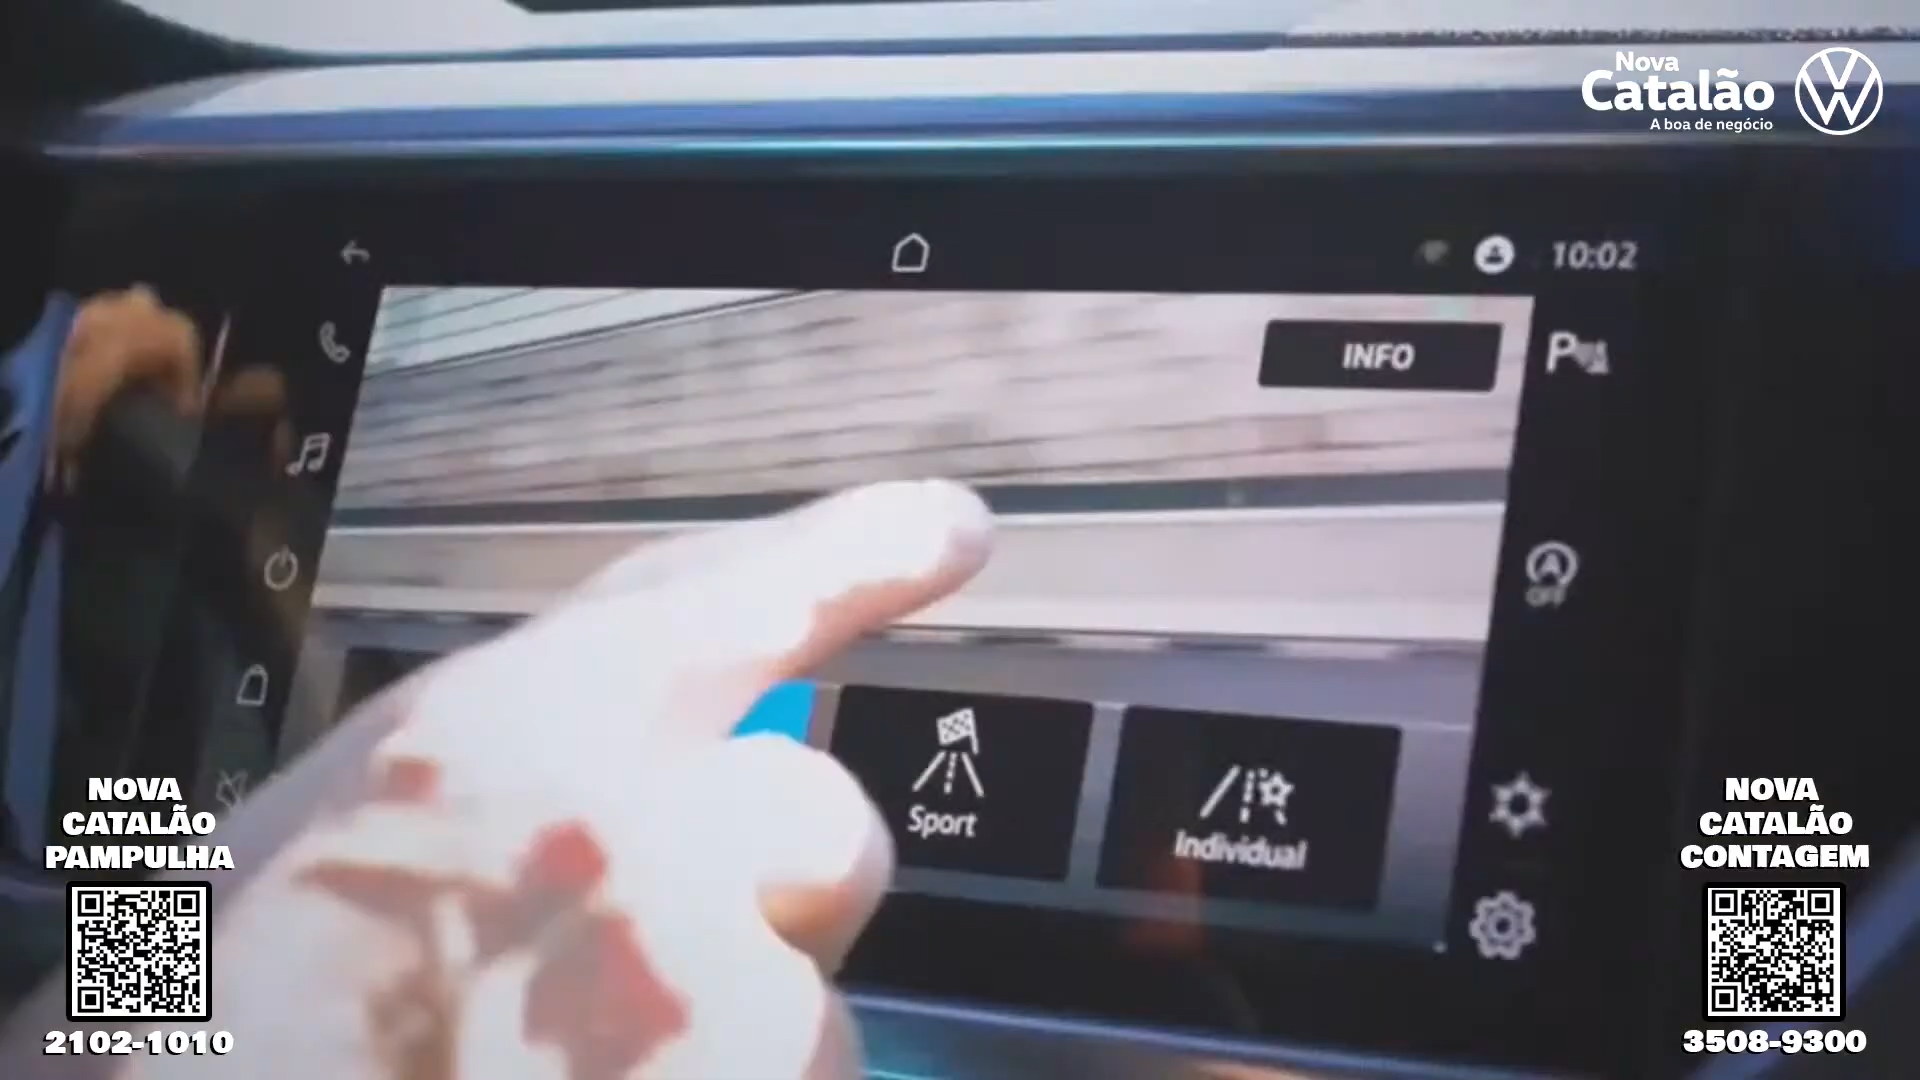 Nova
Catalão
A boa de negócio
10:02
INFO
OFF
Sport
Individual
NOVA
CATALÃO
PAMPULHA
2102-1010
NOVA
CATALÃO
CONTAGEM
3508-9300